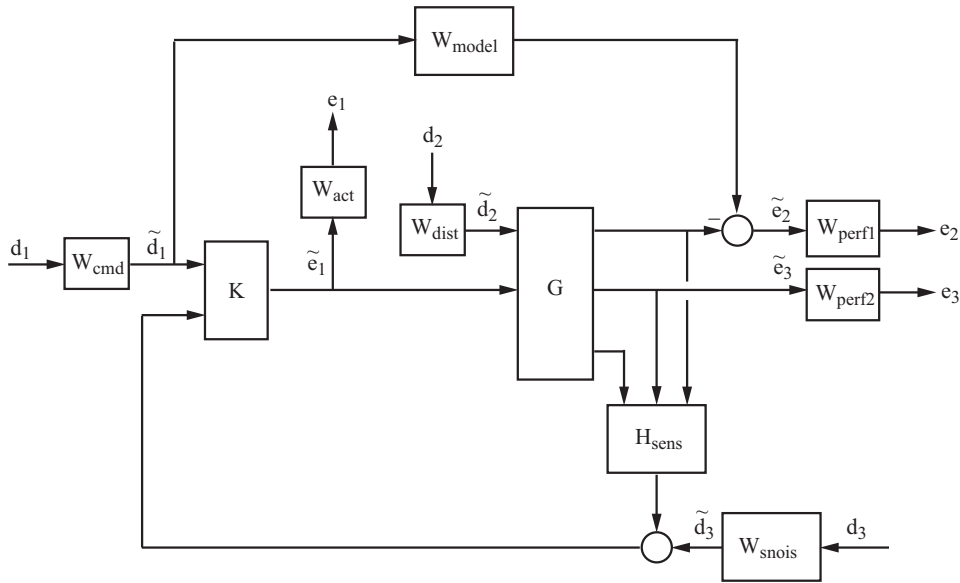 W_model
e_1
d_2
W_act
W_dist
d̃_2
−
ẽ_2
W_perf1
e_2
d_1
W_cmd
d̃_1
K
ẽ_1
G
ẽ_3
W_perf2
e_3
H_sens
d̃_3
W_snois
d_3